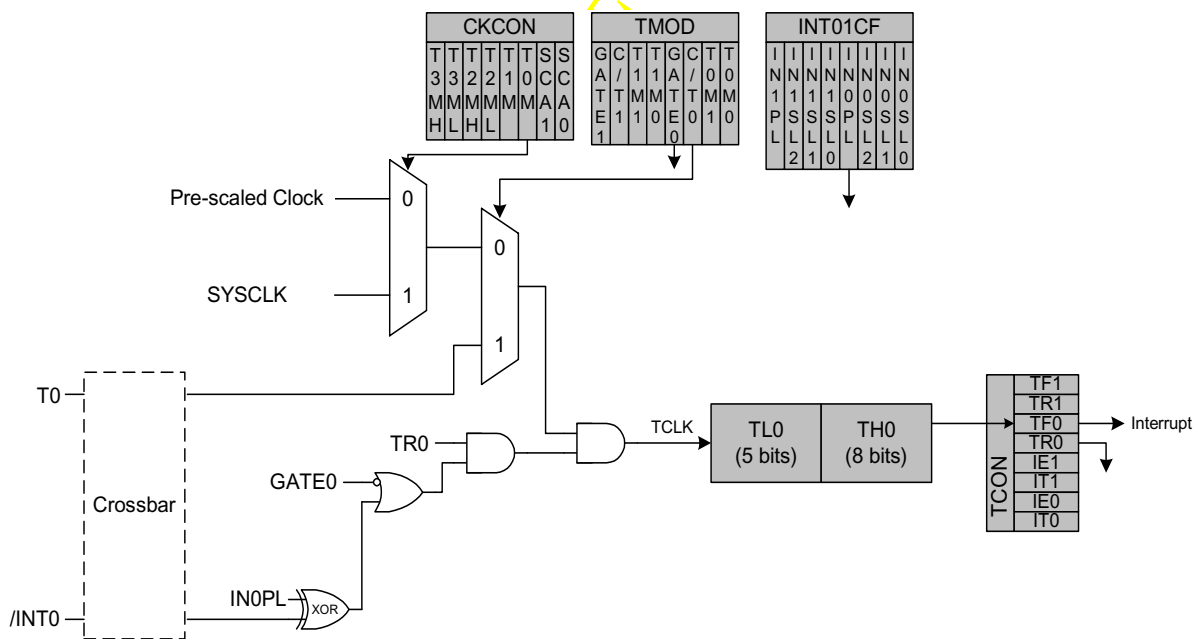 CKCON
T3MH T3ML T2MH T2ML T1M T0M SCA1 SCA0
TMOD
GATE1 C/T1 T1M1 T1M0 GATE0 C/T0 T0M1 T0M0
INT01CF
IN1PL IN1SL2 IN1SL1 IN1SL0 IN0PL IN0SL2 IN0SL1 IN0SL0
Pre-scaled Clock
0
SYSCLK
1
0
1
T0
Crossbar
/INT0
TR0
GATE0
IN0PL
XOR
TCLK
TL0
(5 bits)
TH0
(8 bits)
TCON
TF1
TR1
TF0
TR0
IE1
IT1
IE0
IT0
Interrupt